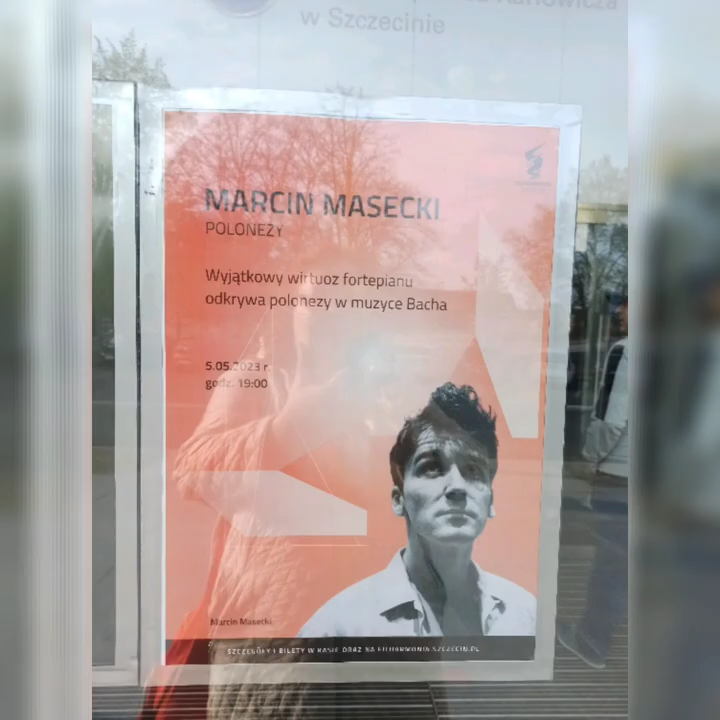 Karłowicza
w Szczecinie
MARCIN MASECKI
POLONEZY
Wyjątkowy wirtuoz fortepianu
odkrywa polonezy w muzyce Bacha
5.05.2023 r.
godz. 19:00
Marcin Masecki
SZCZEGÓŁY I BILETY W KASIE ORAZ NA FILHARMONIA.SZCZECIN.PL